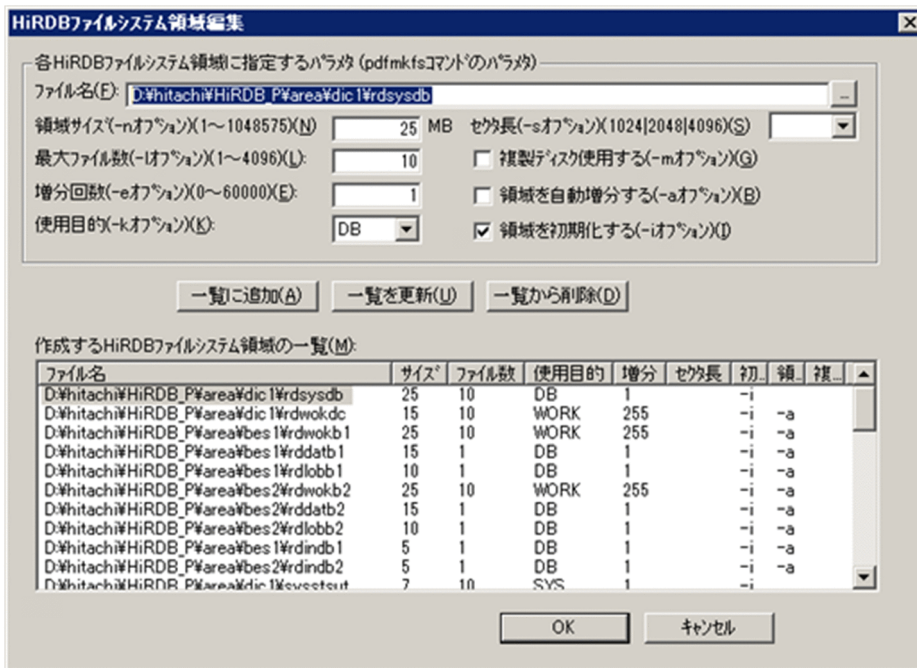 HiRDBファイルシステム領域編集
各HiRDBファイルシステム領域に指定するパラメタ(pdfmkfsコマンドのパラメタ)
ファイル名(F): D:¥hitachi¥HiRDB_P¥area¥dic1¥rdsysdb ...
領域サイズ(-nオプション)(1～1048575)(N) 25 MB セクタ長(-sオプション)(1024|2048|4096)(S)
最大ファイル数(-lオプション)(1～4096)(L): 10 複製ディスク使用する(-mオプション)(G)
増分回数(-eオプション)(0～60000)(E): 1 領域を自動増分する(-aオプション)(B)
使用目的(-kオプション)(K): DB 領域を初期化する(-iオプション)(I)
一覧に追加(A) 一覧を更新(U) 一覧から削除(D)
作成するHiRDBファイルシステム領域の一覧(M):
ファイル名 サイズ ファイル数 使用目的 増分 セクタ長 初... 領... 複...
D:¥hitachi¥HiRDB_P¥area¥dic1¥rdsysdb 25 10 DB 1 -i
D:¥hitachi¥HiRDB_P¥area¥dic1¥rdwokdc 15 10 WORK 255 -i -a
D:¥hitachi¥HiRDB_P¥area¥bes1¥rdwokb1 25 10 WORK 255 -i -a
D:¥hitachi¥HiRDB_P¥area¥bes1¥rddatb1 15 1 DB 1 -i -a
D:¥hitachi¥HiRDB_P¥area¥bes1¥rdlobb1 10 1 DB 1 -i -a
D:¥hitachi¥HiRDB_P¥area¥bes2¥rdwokb2 25 10 WORK 255 -i -a
D:¥hitachi¥HiRDB_P¥area¥bes2¥rddatb2 15 1 DB 1 -i -a
D:¥hitachi¥HiRDB_P¥area¥bes2¥rdlobb2 10 1 DB 1 -i -a
D:¥hitachi¥HiRDB_P¥area¥bes1¥rdindb1 5 1 DB 1 -i -a
D:¥hitachi¥HiRDB_P¥area¥bes2¥rdindb2 5 1 DB 1 -i -a
D:¥hitachi¥HiRDB_P¥area¥dic1¥sysstsut 7 10 SYS 1 -i
OK キャンセル